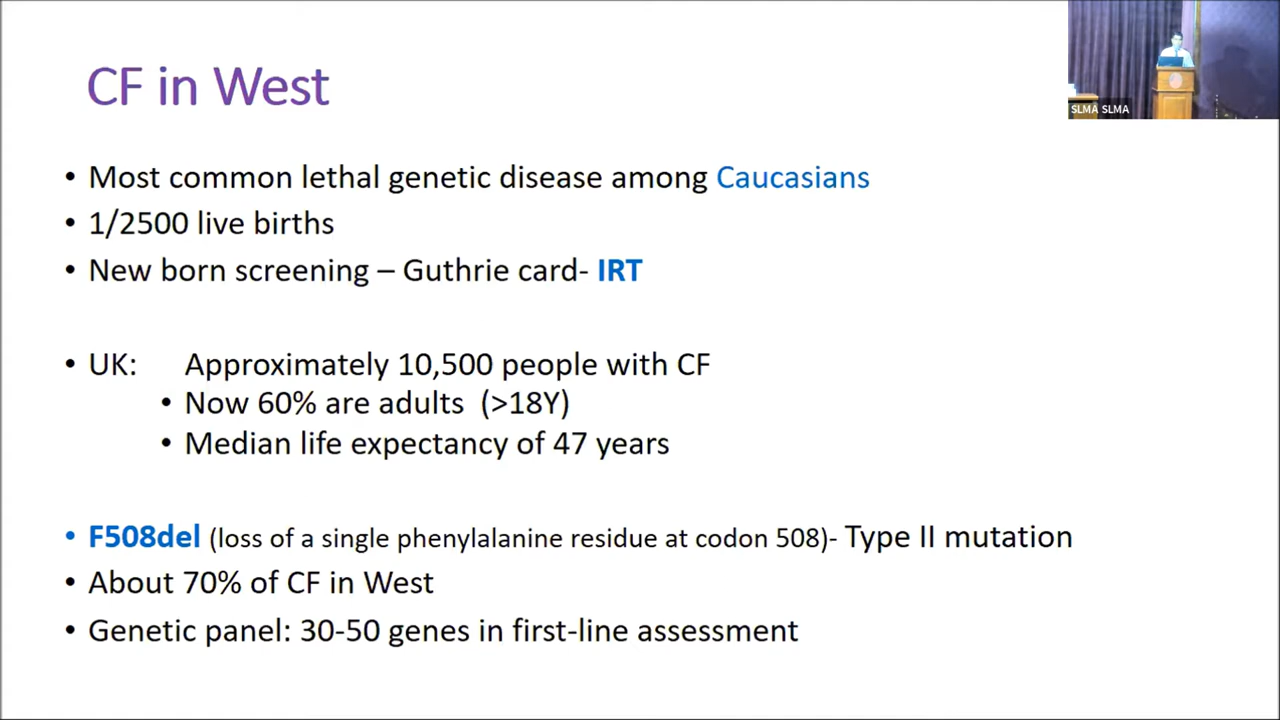 CF in West
SLMA SLMA
• Most common lethal genetic disease among Caucasians
• 1/2500 live births
• New born screening – Guthrie card- IRT
• UK: Approximately 10,500 people with CF
• Now 60% are adults (>18Y)
• Median life expectancy of 47 years
• F508del (loss of a single phenylalanine residue at codon 508)- Type II mutation
• About 70% of CF in West
• Genetic panel: 30-50 genes in first-line assessment